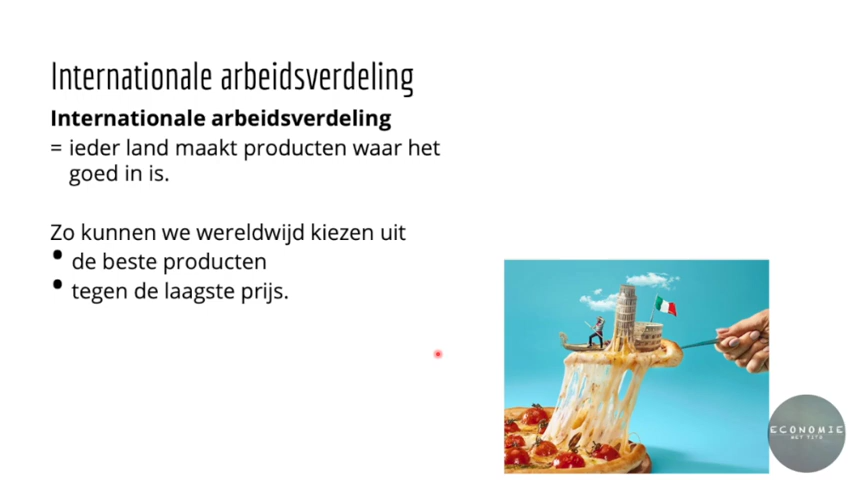 Internationale arbeidsverdeling
Internationale arbeidsverdeling
= ieder land maakt producten waar het
goed in is.
Zo kunnen we wereldwijd kiezen uit
• de beste producten
• tegen de laagste prijs.
ECONOMIE